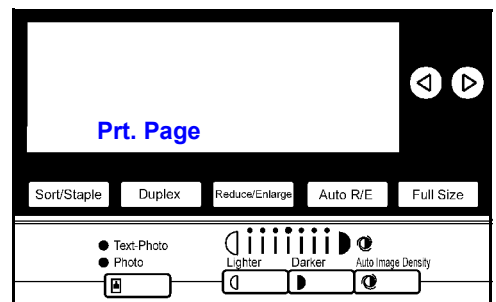 Prt. Page
Sort/Staple Duplex Reduce/Enlarge Auto R/E Full Size
Text-Photo
Photo
Lighter Darker Auto Image Density